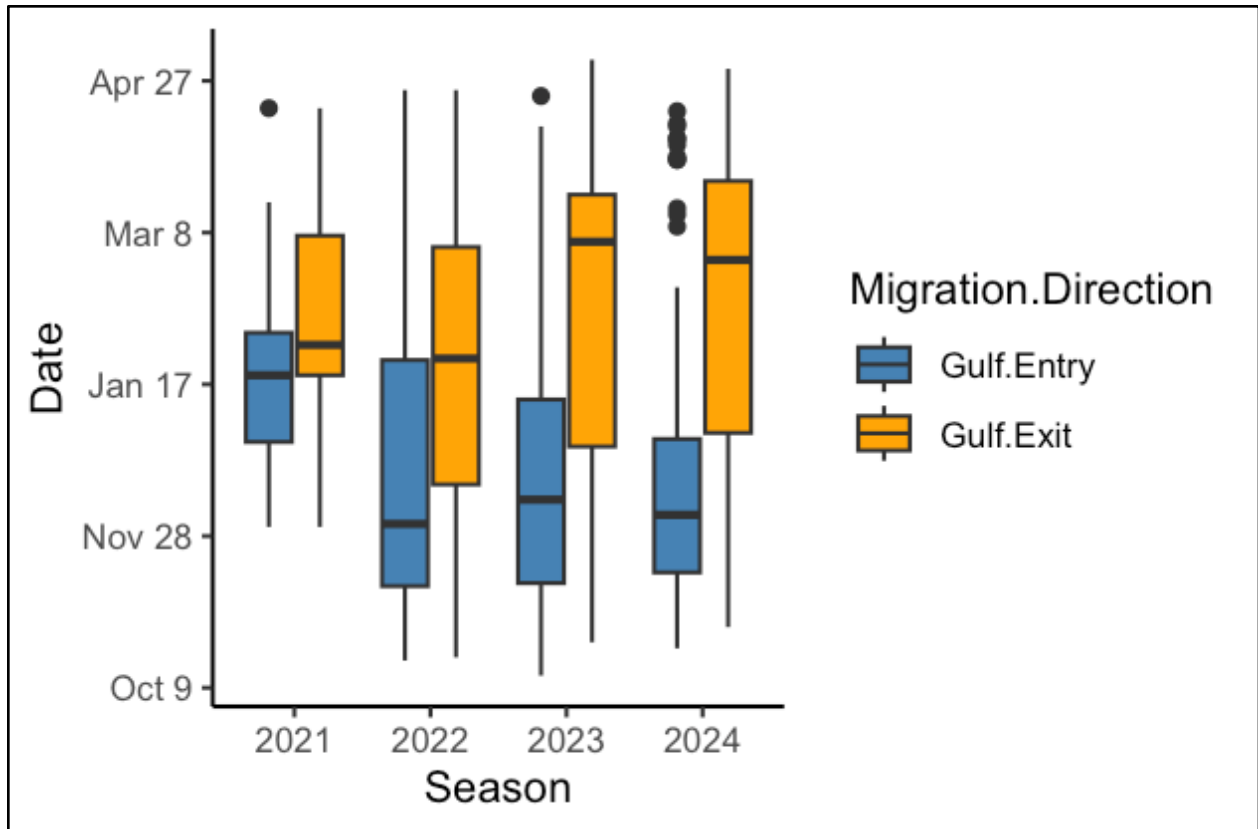 Apr 27
Mar 8
Jan 17
Nov 28
Oct 9
Date
2021 2022 2023 2024
Season
Migration.Direction
Gulf.Entry
Gulf.Exit